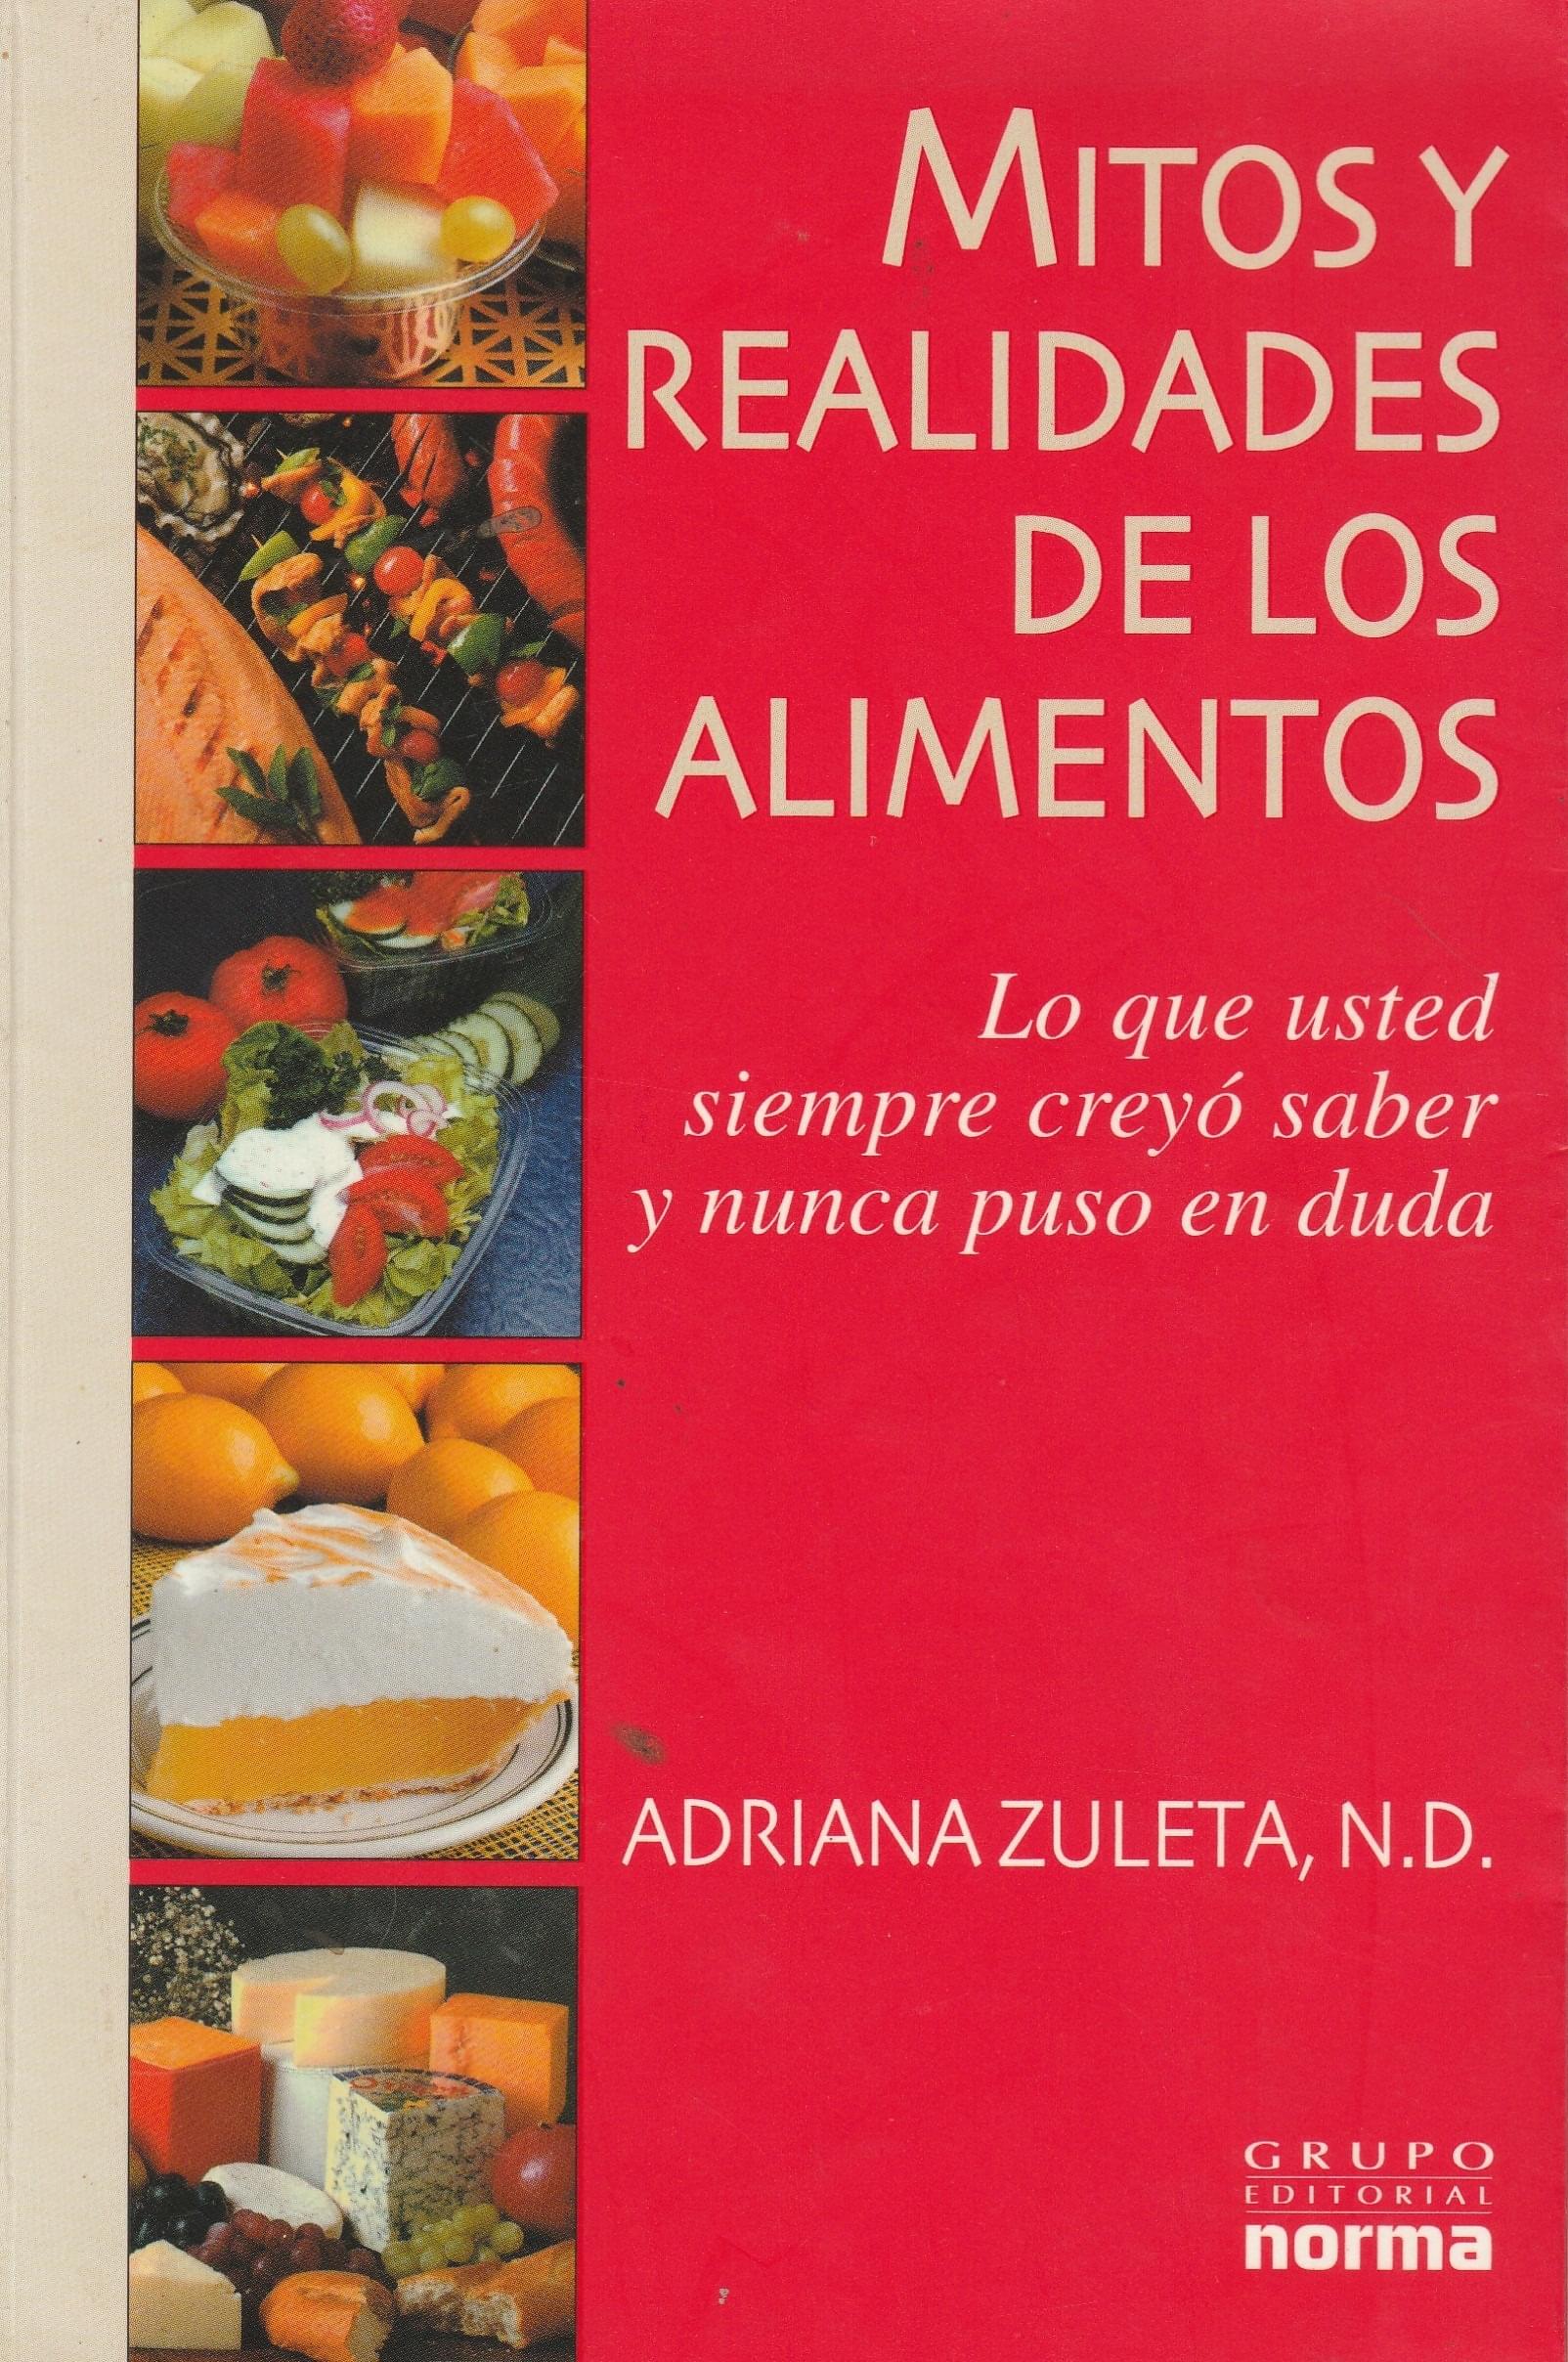 MITOS Y
REALIDADES
DE LOS
ALIMENTOS
Lo que usted
siempre creyó saber
y nunca puso en duda
ADRIANA ZULETA, N.D.
GRUPO
EDITORIAL
norma